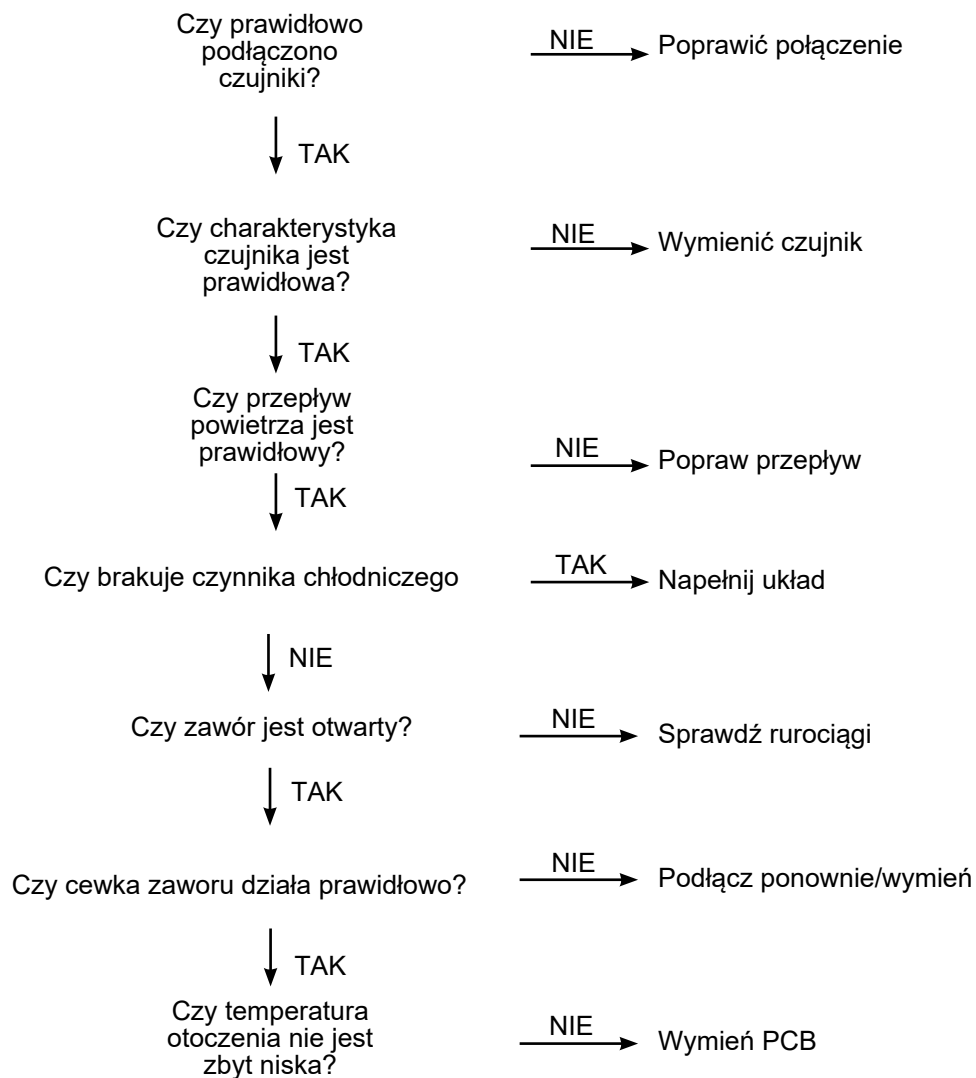 Czy prawidłowo
podłączono
czujniki?
NIE
Poprawić połączenie
TAK
Czy charakterystyka
czujnika jest
prawidłowa?
NIE
Wymienić czujnik
TAK
Czy przepływ
powietrza jest
prawidłowy?
NIE
Popraw przepływ
TAK
Czy brakuje czynnika chłodniczego
TAK
Napełnij układ
NIE
Czy zawór jest otwarty?
NIE
Sprawdź rurociągi
TAK
Czy cewka zaworu działa prawidłowo?
NIE
Podłącz ponownie/wymień
TAK
Czy temperatura
otoczenia nie jest
zbyt niska?
NIE
Wymień PCB